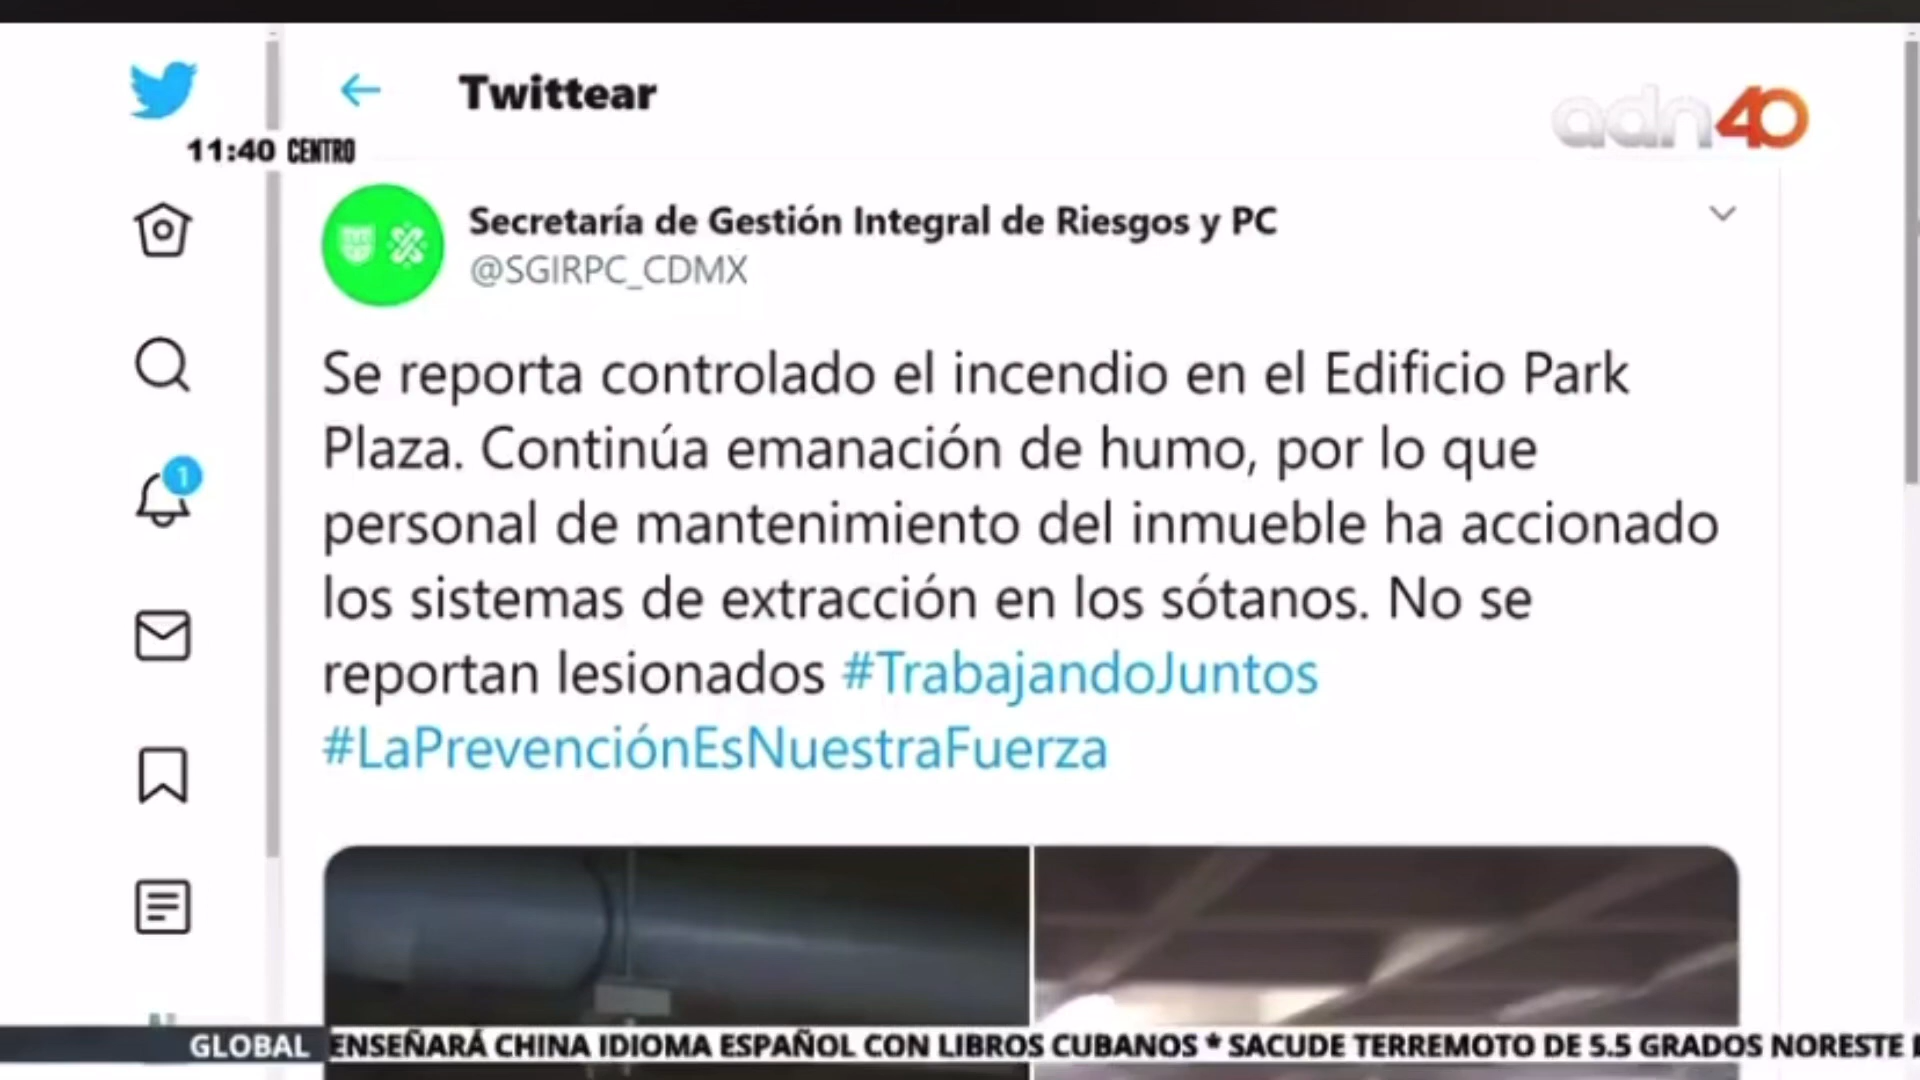 Twittear
adn40
11:40 CENTRO
Secretaría de Gestión Integral de Riesgos y PC
@SGIRPC_CDMX
Se reporta controlado el incendio en el Edificio Park
Plaza. Continúa emanación de humo, por lo que
personal de mantenimiento del inmueble ha accionado
los sistemas de extracción en los sótanos. No se
reportan lesionados #TrabajandoJuntos
#LaPrevenciónEsNuestraFuerza
1
GLOBAL ENSEÑARÁ CHINA IDIOMA ESPAÑOL CON LIBROS CUBANOS * SACUDE TERREMOTO DE 5.5 GRADOS NORESTE